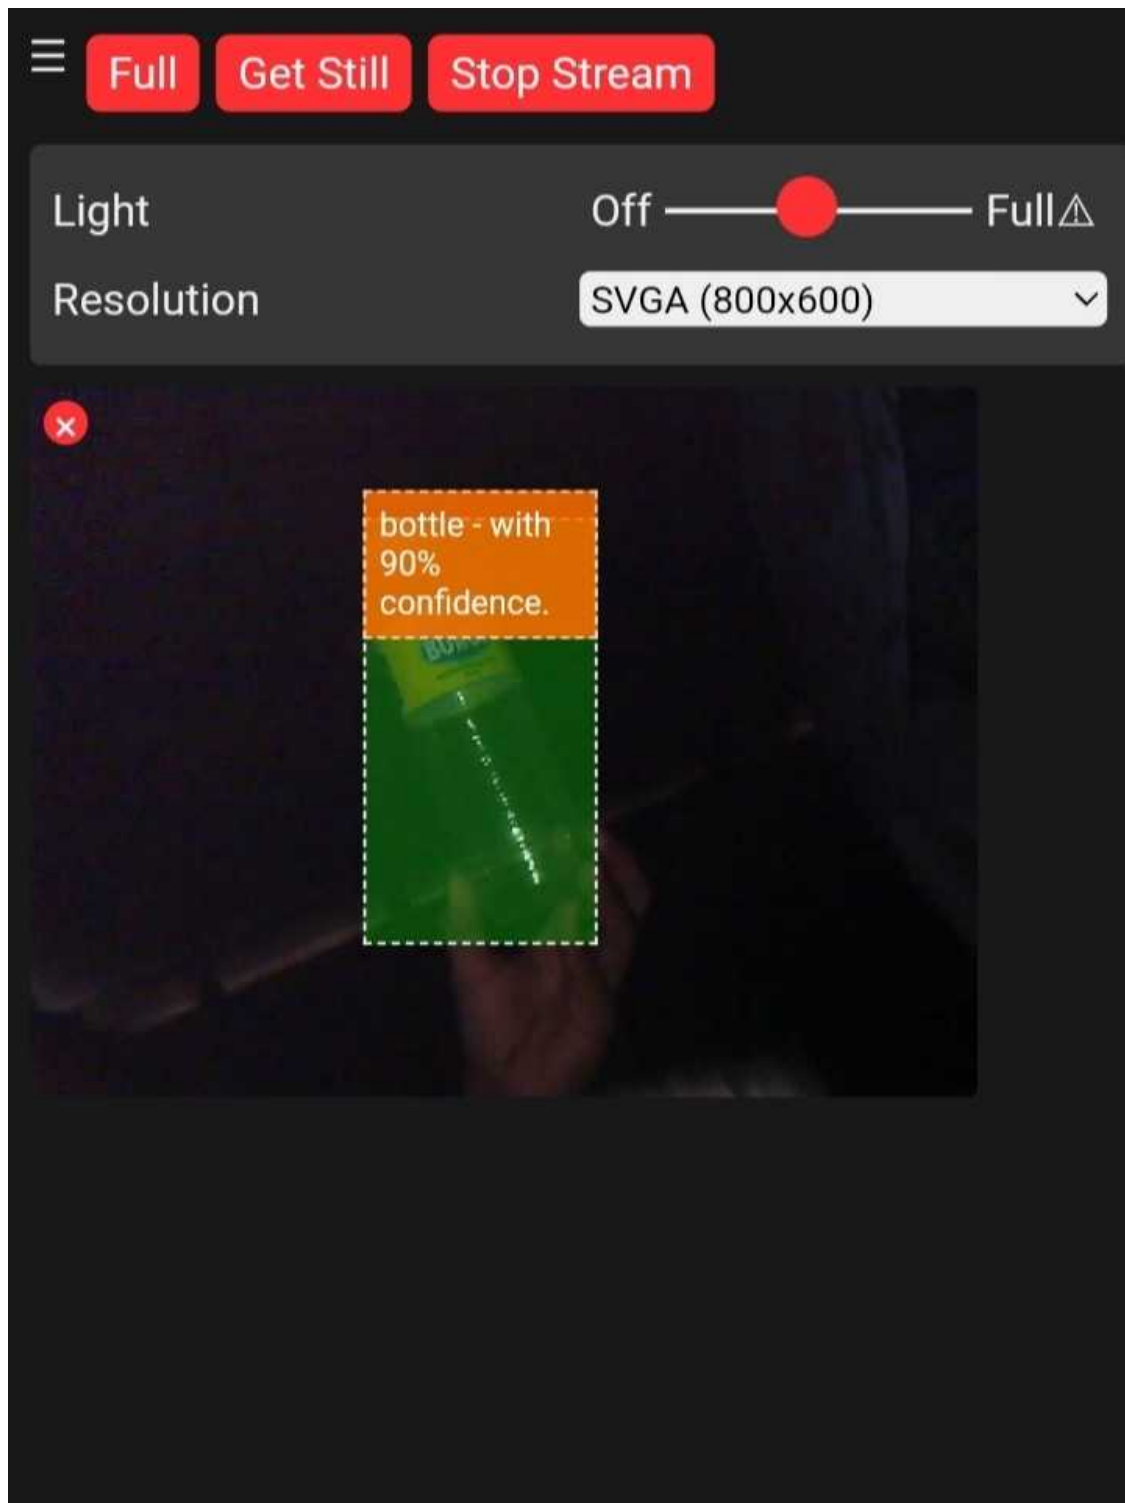 Full Get Still Stop Stream
Light Off Full⚠
Resolution SVGA (800x600)
bottle - with
90%
confidence.